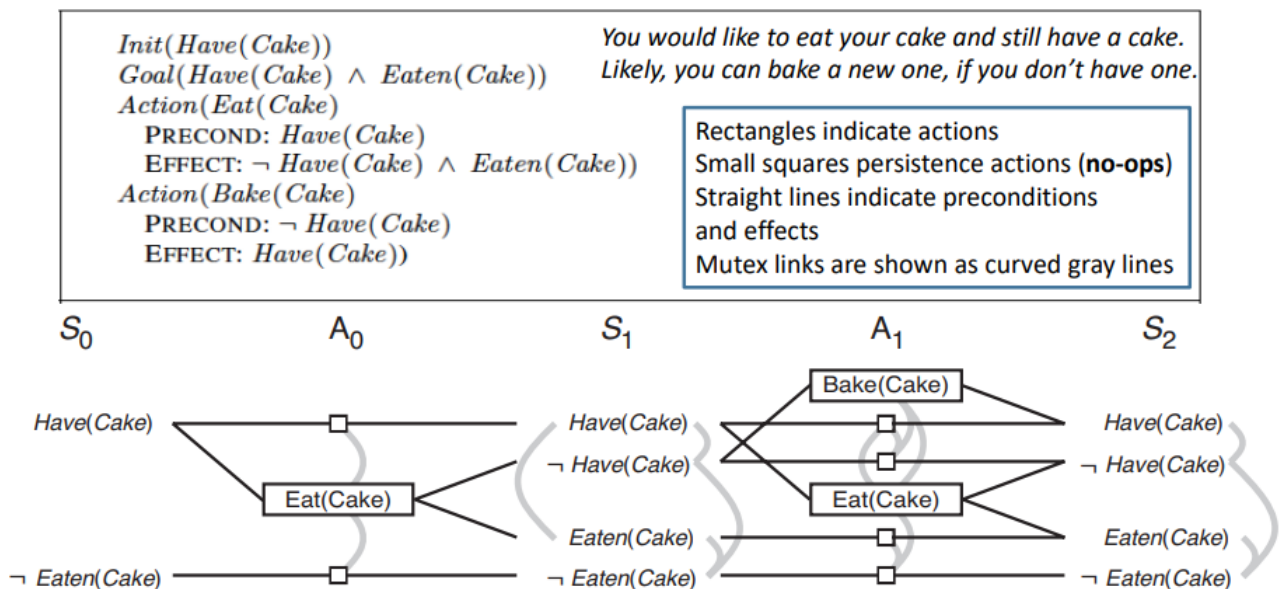 Init(Have(Cake))
Goal(Have(Cake) ∧ Eaten(Cake))
Action(Eat(Cake)
PRECOND: Have(Cake)
EFFECT: ¬ Have(Cake) ∧ Eaten(Cake))
Action(Bake(Cake)
PRECOND: ¬ Have(Cake)
EFFECT: Have(Cake))
You would like to eat your cake and still have a cake.
Likely, you can bake a new one, if you don't have one.
Rectangles indicate actions
Small squares persistence actions (no-ops)
Straight lines indicate preconditions
and effects
Mutex links are shown as curved gray lines
S0 A0 S1 A1 S2
Bake(Cake)
Have(Cake) Have(Cake) Have(Cake)
¬ Have(Cake) ¬ Have(Cake)
Eat(Cake) Eat(Cake)
Eaten(Cake) Eaten(Cake)
¬ Eaten(Cake) ¬ Eaten(Cake) ¬ Eaten(Cake)